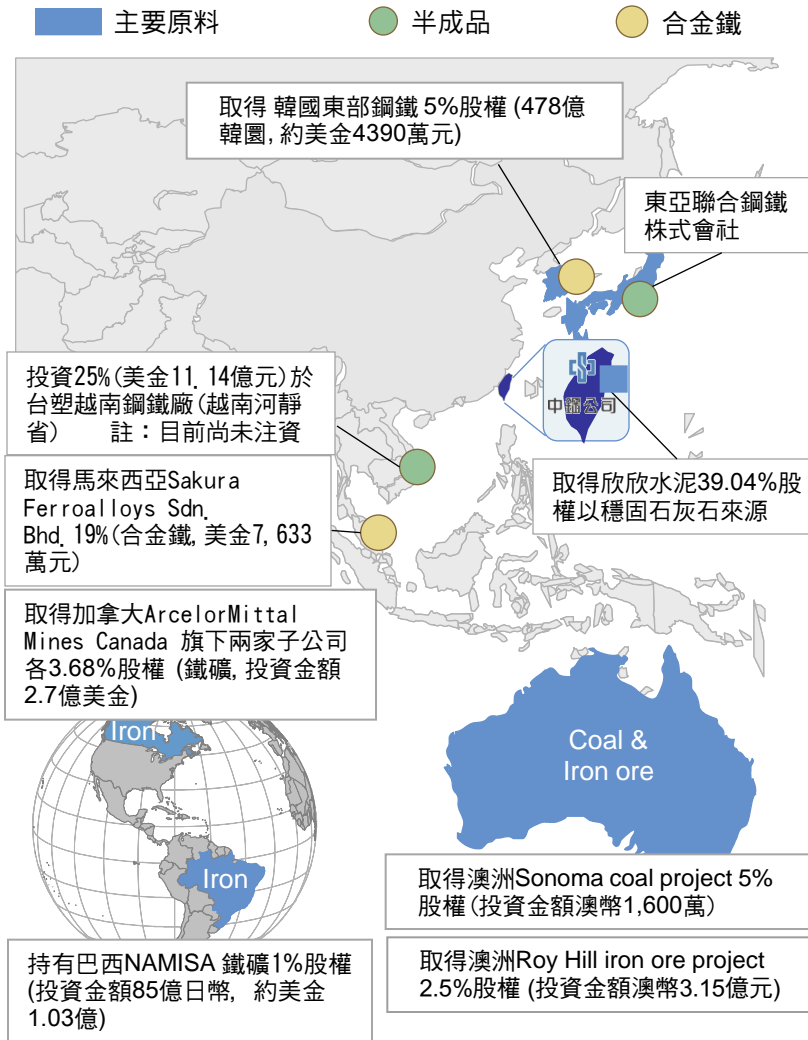 主要原料
半成品
合金鐵
取得 韓國東部鋼鐵 5%股權 (478億
韓圜, 約美金4390萬元)
東亞聯合鋼鐵
株式會社
投資25%(美金11.14億元)於
台塑越南鋼鐵廠(越南河靜
省) 註：目前尚未注資
中鋼公司
取得馬來西亞Sakura
Ferroalloys Sdn.
Bhd. 19%(合金鐵, 美金7,633
萬元)
取得欣欣水泥39.04%股
權以穩固石灰石來源
取得加拿大ArcelorMittal
Mines Canada 旗下兩家子公司
各3.68%股權 (鐵礦, 投資金額
2.7億美金)
Iron
Coal &
Iron ore
Iron
取得澳洲Sonoma coal project 5%
股權 (投資金額澳幣1,600萬)
持有巴西NAMISA 鐵礦1%股權
(投資金額85億日幣, 約美金
1.03億)
取得澳洲Roy Hill iron ore project
2.5%股權 (投資金額澳幣3.15億元)